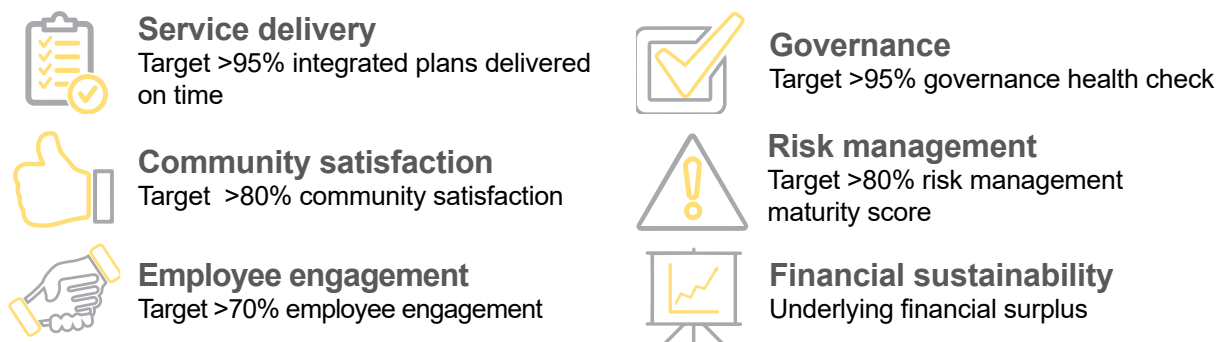 Service delivery
Target >95% integrated plans delivered
on time
Community satisfaction
Target >80% community satisfaction
Employee engagement
Target >70% employee engagement
Governance
Target >95% governance health check
Risk management
Target >80% risk management
maturity score
Financial sustainability
Underlying financial surplus